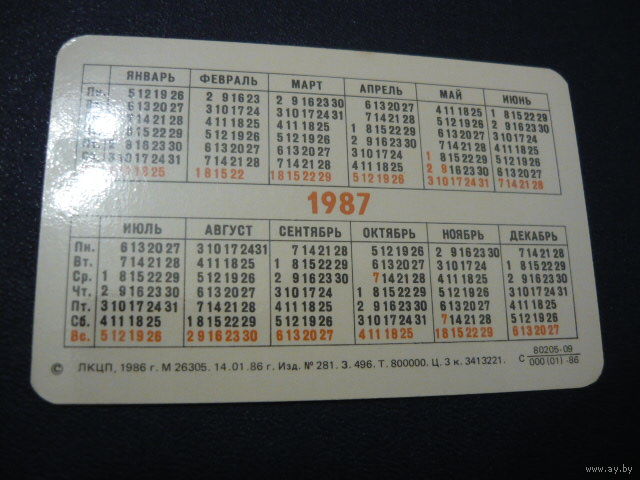 ЯНВАРЬ ФЕВРАЛЬ МАРТ АПРЕЛЬ МАЙ ИЮНЬ
Пн. 5 12 19 26 2 9 16 23 2 9 16 23 30 6 13 20 27 4 11 18 25 1 8 15 22 29
6 13 20 27 3 10 17 24 3 10 17 24 31 7 14 21 28 5 12 19 26 2 9 16 23 30
7 14 21 28 4 11 18 25 4 11 18 25 1 8 15 22 29 6 13 20 27 3 10 17 24
1 8 15 22 29 5 12 19 26 5 12 19 26 2 9 16 23 30 7 14 21 28 4 11 18 25
2 9 16 23 30 6 13 20 27 6 13 20 27 3 10 17 24 1 8 15 22 29 5 12 19 26
3 10 17 24 31 7 14 21 28 7 14 21 28 4 11 18 25 2 9 16 23 30 6 13 20 27
11 18 25 1 8 15 22 1 8 15 22 29 5 12 19 26 3 10 17 24 31 7 14 21 28
1987
ИЮЛЬ АВГУСТ СЕНТЯБРЬ ОКТЯБРЬ НОЯБРЬ ДЕКАБРЬ
Пн. 6 13 20 27 3 10 17 24 31 7 14 21 28 5 12 19 26 2 9 16 23 30 7 14 21 28
Вт. 7 14 21 28 4 11 18 25 1 8 15 22 29 6 13 20 27 3 10 17 24 1 8 15 22 29
Ср. 1 8 15 22 29 5 12 19 26 2 9 16 23 30 7 14 21 28 4 11 18 25 2 9 16 23 30
Чт. 2 9 16 23 30 6 13 20 27 3 10 17 24 1 8 15 22 29 5 12 19 26 3 10 17 24 31
Пт. 3 10 17 24 31 7 14 21 28 4 11 18 25 2 9 16 23 30 6 13 20 27 4 11 18 25
Сб. 4 11 18 25 1 8 15 22 29 5 12 19 26 3 10 17 24 31 7 14 21 28 5 12 19 26
Вс. 5 12 19 26 2 9 16 23 30 6 13 20 27 4 11 18 25 1 8 15 22 29 6 13 20 27
© ЛКЦП, 1986 г. М 26305. 14.01.86 г. Изд. № 281. З. 496. Т. 800000. Ц. 3 к. 3413221. С 80205-09
000(01)-86
www.ay.by